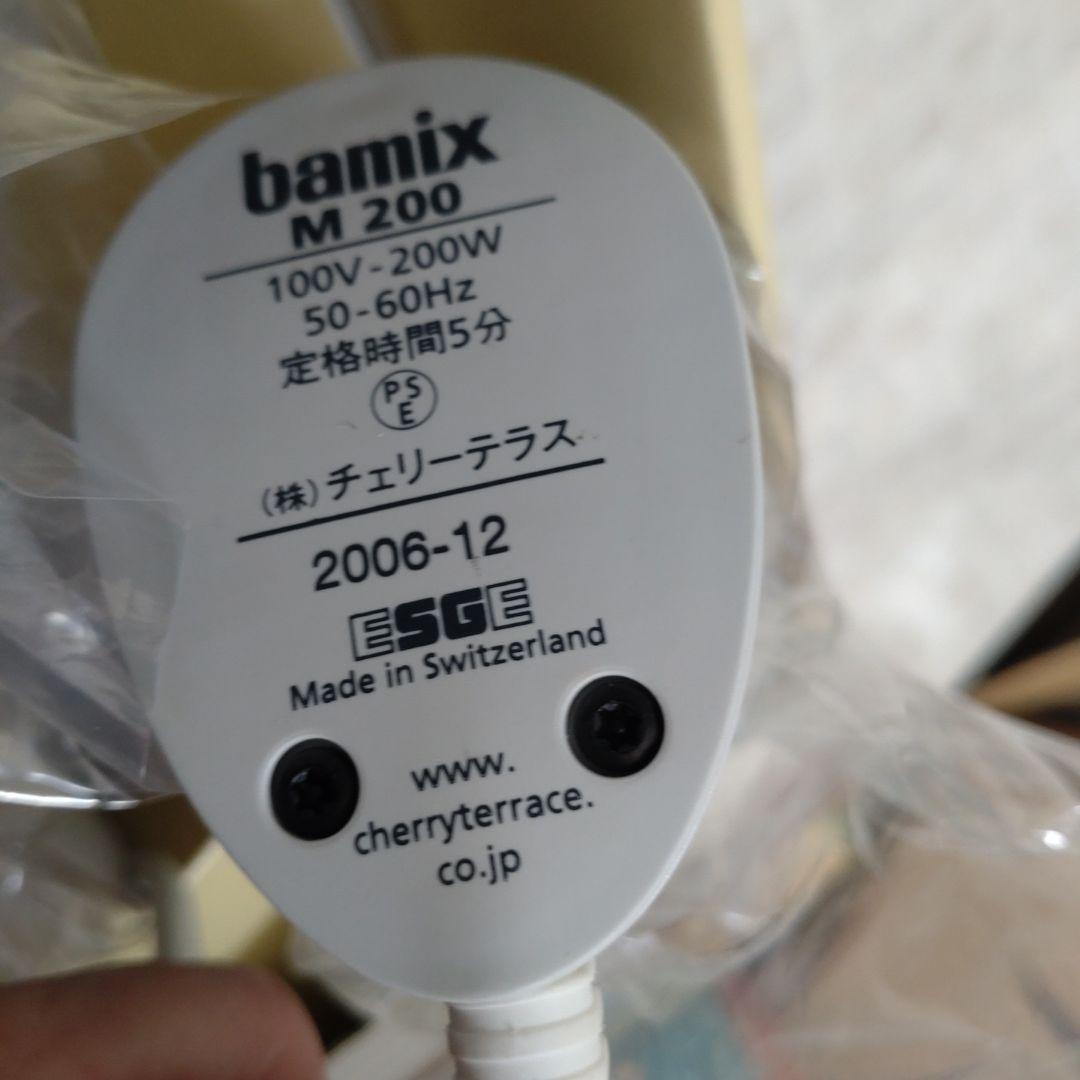 bamix
M 200
100V-200W
50-60Hz
定格時間5分
PS
E
(株)チェリーテラス
2006-12
ESGE
Made in Switzerland
www.
cherryterrace.
co.jp